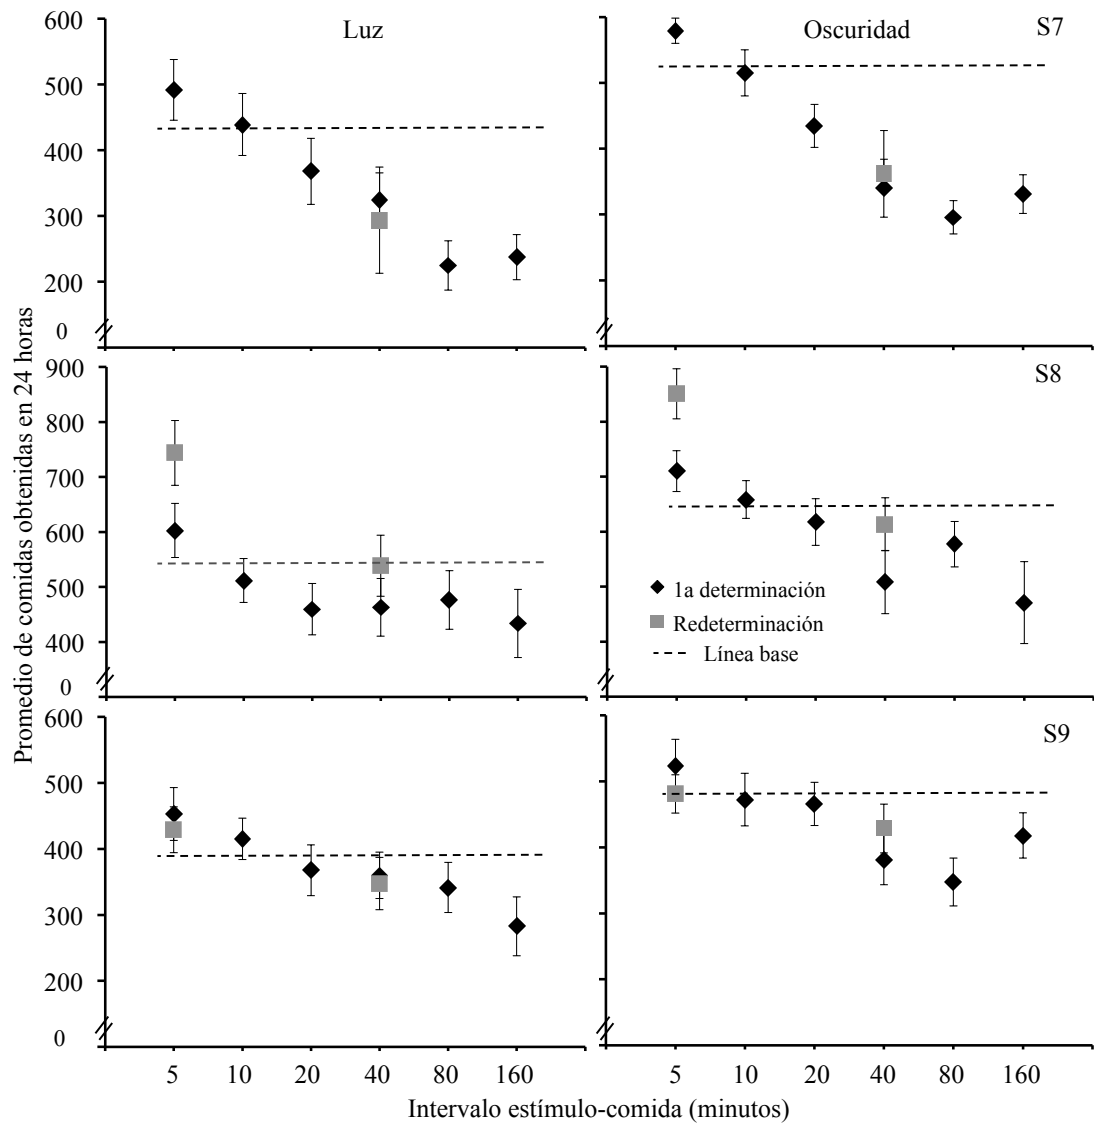 Luz
Oscuridad
S7
600
500
400
300
200
0
S8
900
800
700
600
500
400
0
1a determinación
Redeterminación
Línea base
S9
600
500
400
300
200
0
Promedio de comidas obtenidas en 24 horas
5 10 20 40 80 160
5 10 20 40 80 160
Intervalo estímulo-comida (minutos)